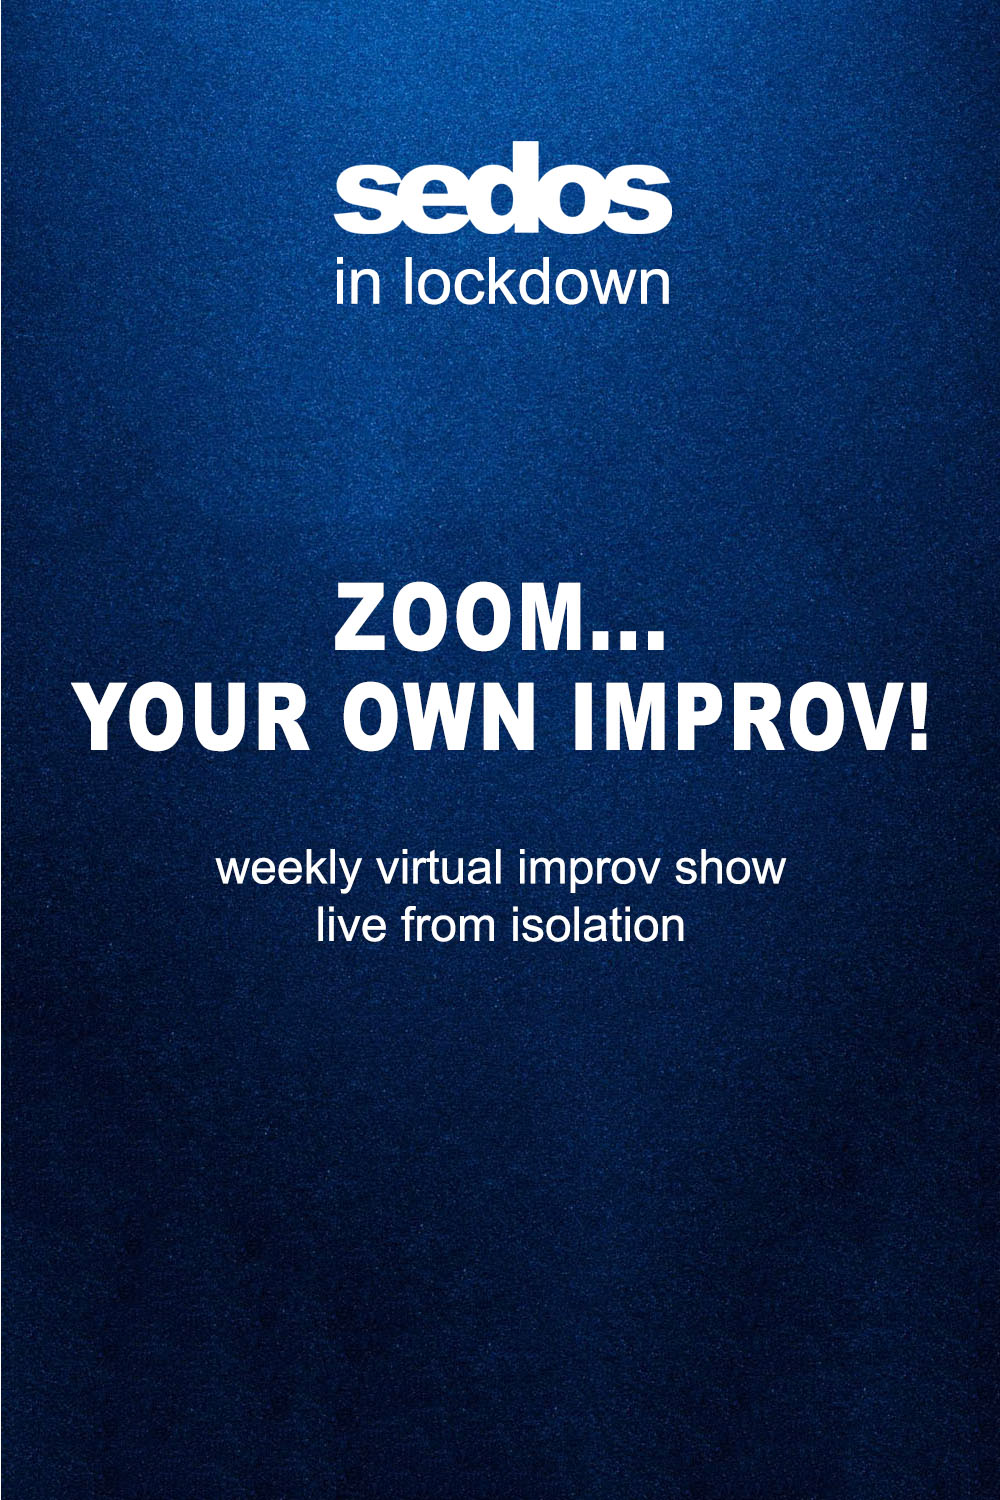 sedos
in lockdown
ZOOM...
YOUR OWN IMPROV!
weekly virtual improv show
live from isolation